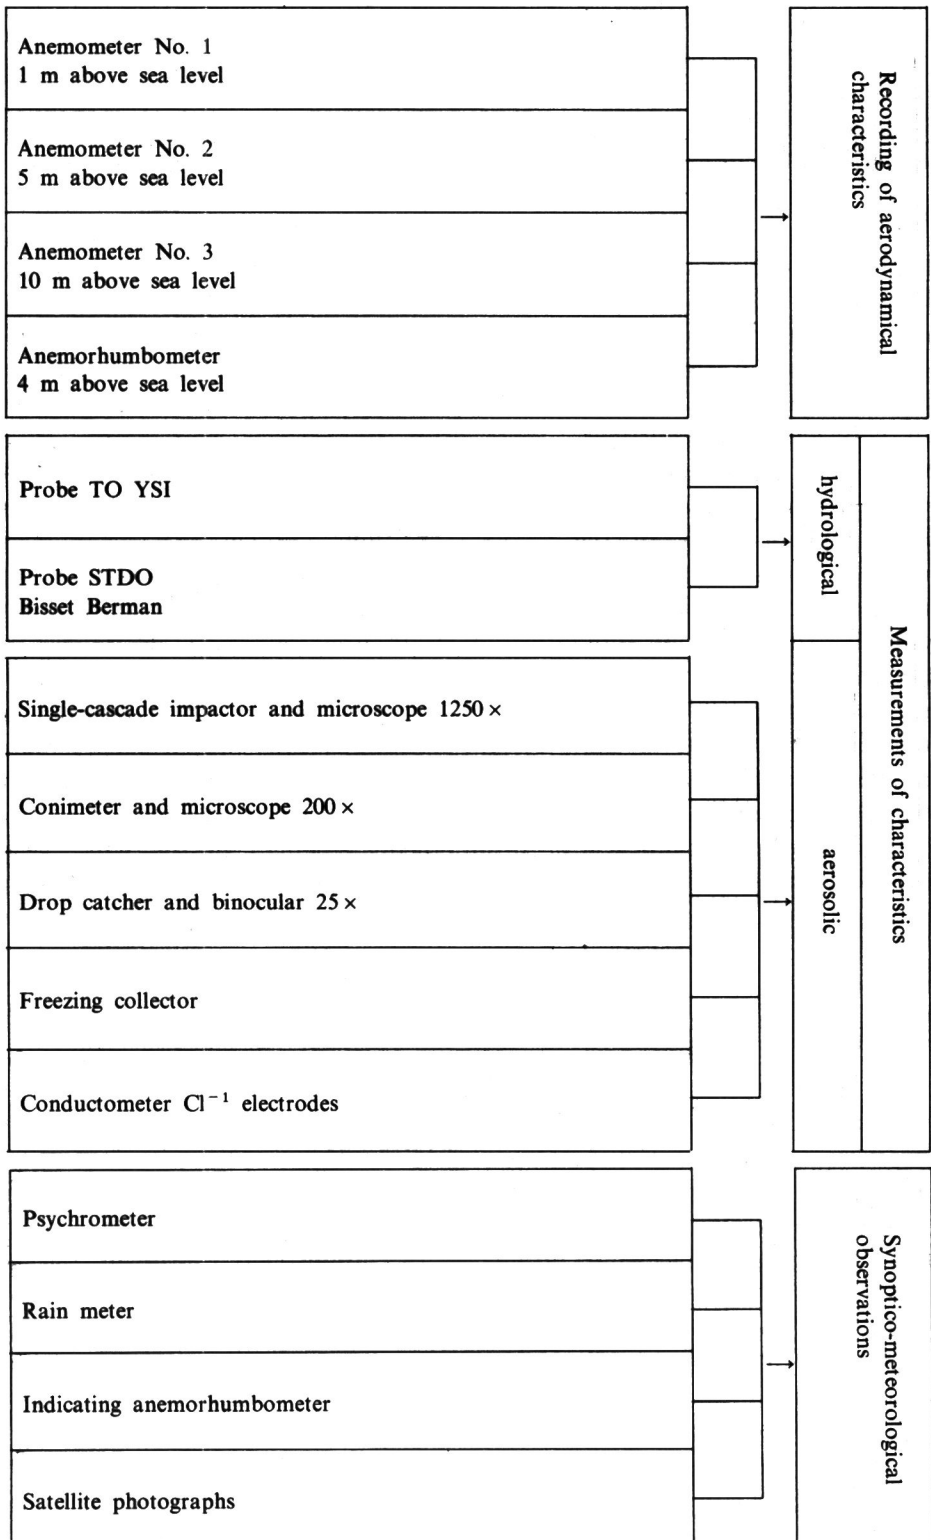 Anemometer No. 1
1 m above sea level
Anemometer No. 2
5 m above sea level
Anemometer No. 3
10 m above sea level
Anemorhumbometer
4 m above sea level
Recording of aerodynamical
characteristics
Probe TO YSI
Probe STDO
Bisset Berman
hydrological
Single-cascade impactor and microscope 1250 ×
Conimeter and microscope 200 ×
Drop catcher and binocular 25 ×
Freezing collector
Conductometer Cl⁻¹ electrodes
aerosolic
Measurements of characteristics
Psychrometer
Rain meter
Indicating anemorhumbometer
Satellite photographs
Synoptico-meteorological
observations